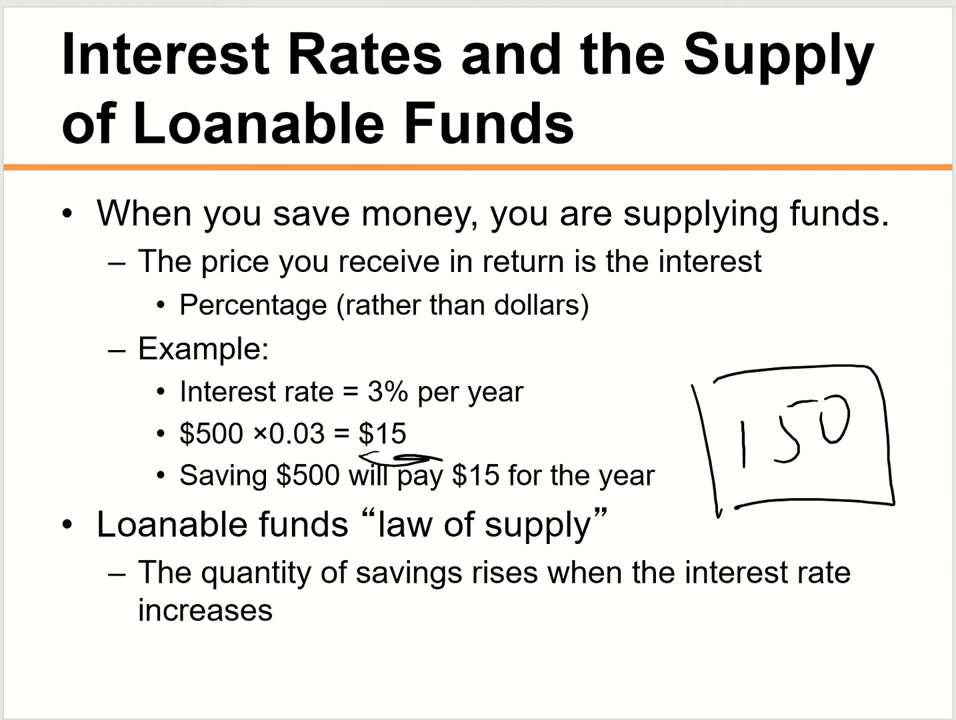 Interest Rates and the Supply
of Loanable Funds
• When you save money, you are supplying funds.
– The price you receive in return is the interest
• Percentage (rather than dollars)
– Example:
• Interest rate = 3% per year
• $500 ×0.03 = $15
• Saving $500 will pay $15 for the year
150
• Loanable funds “law of supply”
– The quantity of savings rises when the interest rate
increases